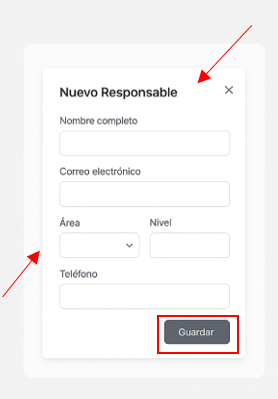 Nuevo Responsable
Nombre completo
Correo electrónico
Área Nivel
Teléfono
Guardar